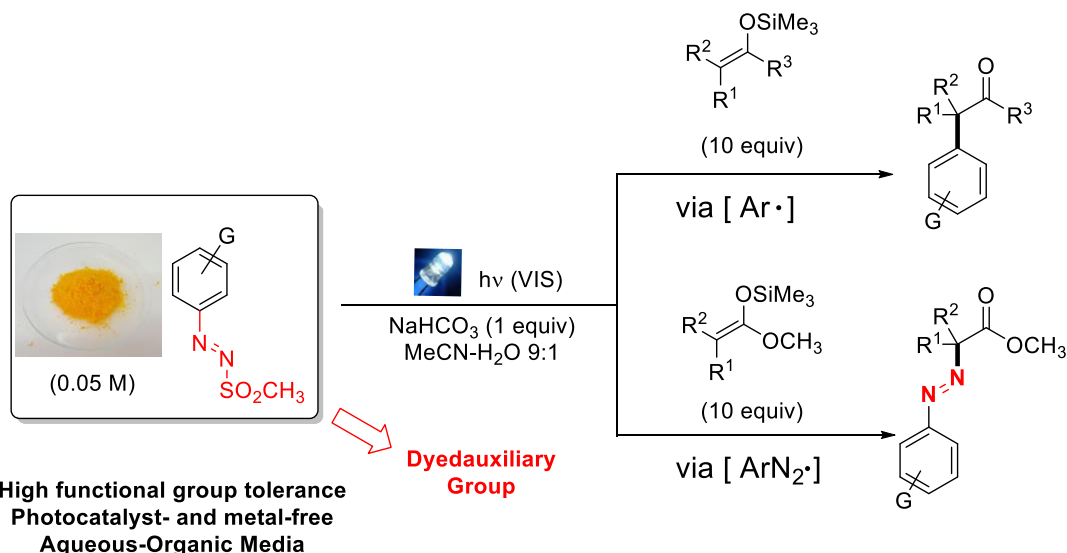 OSiMe3
R2
R3
R1
(10 equiv)
via [ Ar· ]
O
R2
R1
R3
G
G
N
N
SO2CH3
(0.05 M)
hν (VIS)
NaHCO3 (1 equiv)
MeCN-H2O 9:1
OSiMe3
R2
OCH3
R1
(10 equiv)
via [ ArN2· ]
O
R2
R1
OCH3
N
N
G
Dyedauxiliary
Group
High functional group tolerance
Photocatalyst- and metal-free
Aqueous-Organic Media